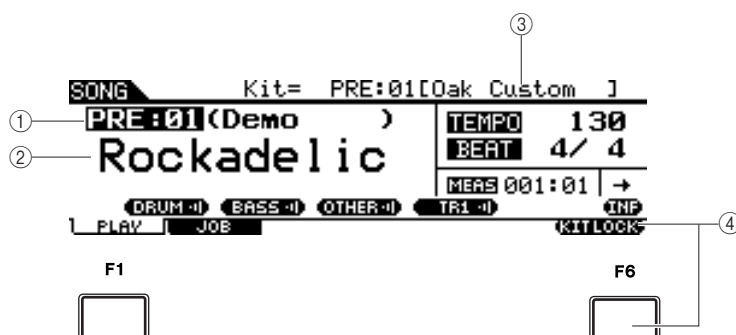 ③
SONG Kit= PRE:01[Oak Custom ]
① PRE:01(Demo ) TEMPO 130
② Rockadelic BEAT 4/ 4
MEAS 001:01 →
DRUM BASS OTHER TR1 INF
PLAY JOB KITLOCK ④
F1 F6